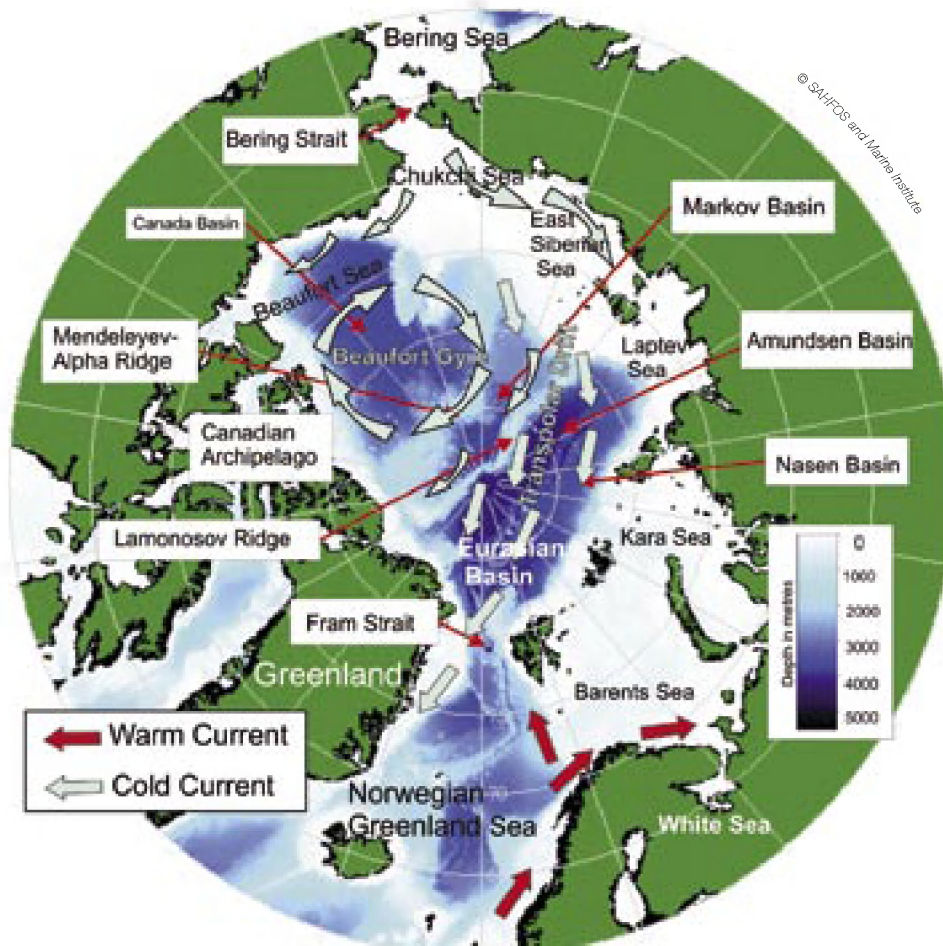 Bering Sea
© SAHFOS and Marine Institute
Bering Strait
Chukchi Sea
Canada Basin
Markov Basin
East
Siberian
Sea
Beaufort Sea
Mendeleyev-
Alpha Ridge
Beaufort Gyre
Laptev
Sea
Amundsen Basin
Transpolar Drift
Canadian
Archipelago
Nasen Basin
Lamonosov Ridge
Eurasian
Basin
Kara Sea
Depth in metres
0
1000
2000
3000
4000
5000
Fram Strait
Greenland
Barents Sea
Warm Current
Cold Current
70
Norwegian
Greenland Sea
White Sea